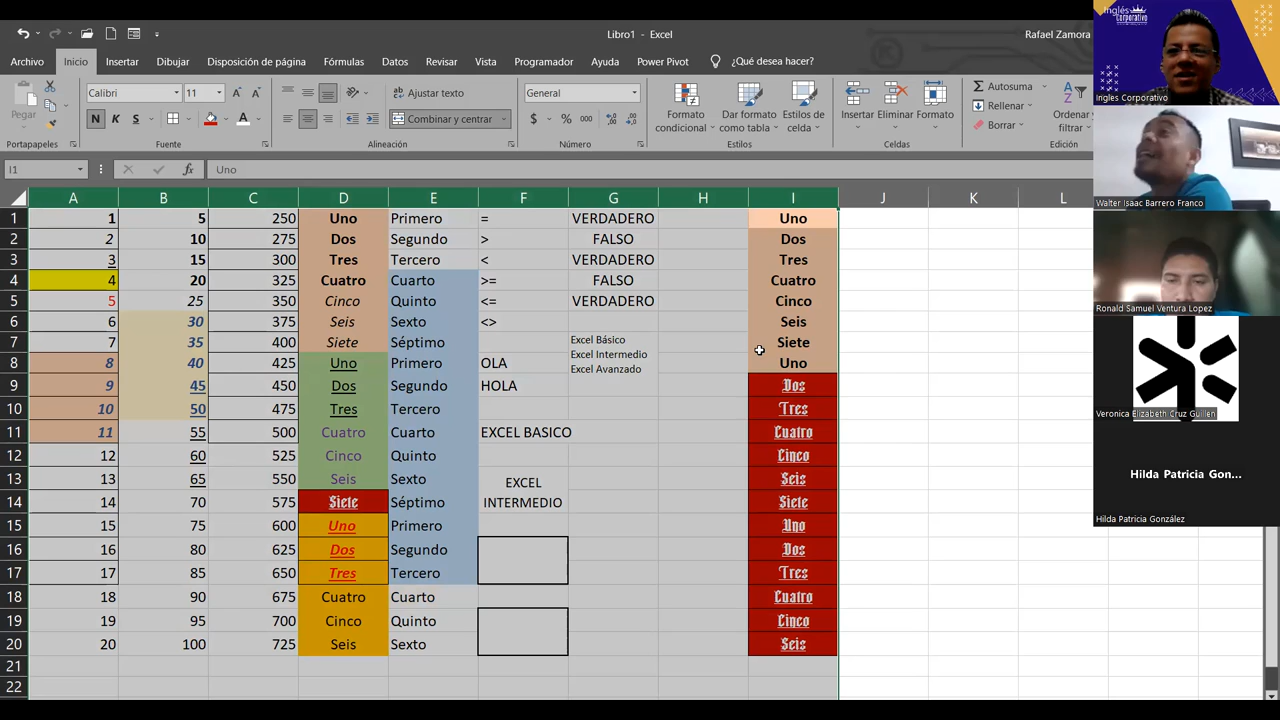 Libro1 - Excel
Rafael Zamora
Archivo Inicio Insertar Dibujar Disposición de página Fórmulas Datos Revisar Vista Programador Ayuda Power Pivot ¿Qué desea hacer?
Pegar
Calibri 11
N K S
Ajustar texto
Combinar y centrar
General
$ % 000
Formato condicional
Dar formato como tabla
Estilos de celda
Insertar Eliminar Formato
Autosuma
Rellenar
Borrar
Ordenar y filtrar
Portapapeles Fuente Alineación Número Estilos Celdas Edición
I1 fx Uno
A B C D E F G H I J K L
1 1 5 250 Uno Primero = VERDADERO Uno
2 2 10 275 Dos Segundo > FALSO Dos
3 3 15 300 Tres Tercero < VERDADERO Tres
4 4 20 325 Cuatro Cuarto >= FALSO Cuatro
5 5 25 350 Cinco Quinto <= VERDADERO Cinco
6 6 30 375 Seis Sexto <> Seis
7 7 35 400 Siete Séptimo Excel Básico Siete
Excel Intermedio
Excel Avanzado
8 8 40 425 Uno Primero OLA Uno
9 9 45 450 Dos Segundo HOLA Dos
10 10 50 475 Tres Tercero Tres
11 11 55 500 Cuatro Cuarto EXCEL BASICO Cuatro
12 12 60 525 Cinco Quinto Cinco
13 13 65 550 Seis Sexto EXCEL Seis
14 14 70 575 Siete Séptimo INTERMEDIO Siete
15 15 75 600 Uno Primero Uno
16 16 80 625 Dos Segundo Dos
17 17 85 650 Tres Tercero Tres
18 18 90 675 Cuatro Cuarto Cuatro
19 19 95 700 Cinco Quinto Cinco
20 20 100 725 Seis Sexto Seis
21
22
Inglés
Corporativo
Ingles Corporativo
Walter Isaac Barrero Franco
Ronald Samuel Ventura Lopez
Veronica Elizabeth Cruz Guillen
Hilda Patricia Gon...
Hilda Patricia González